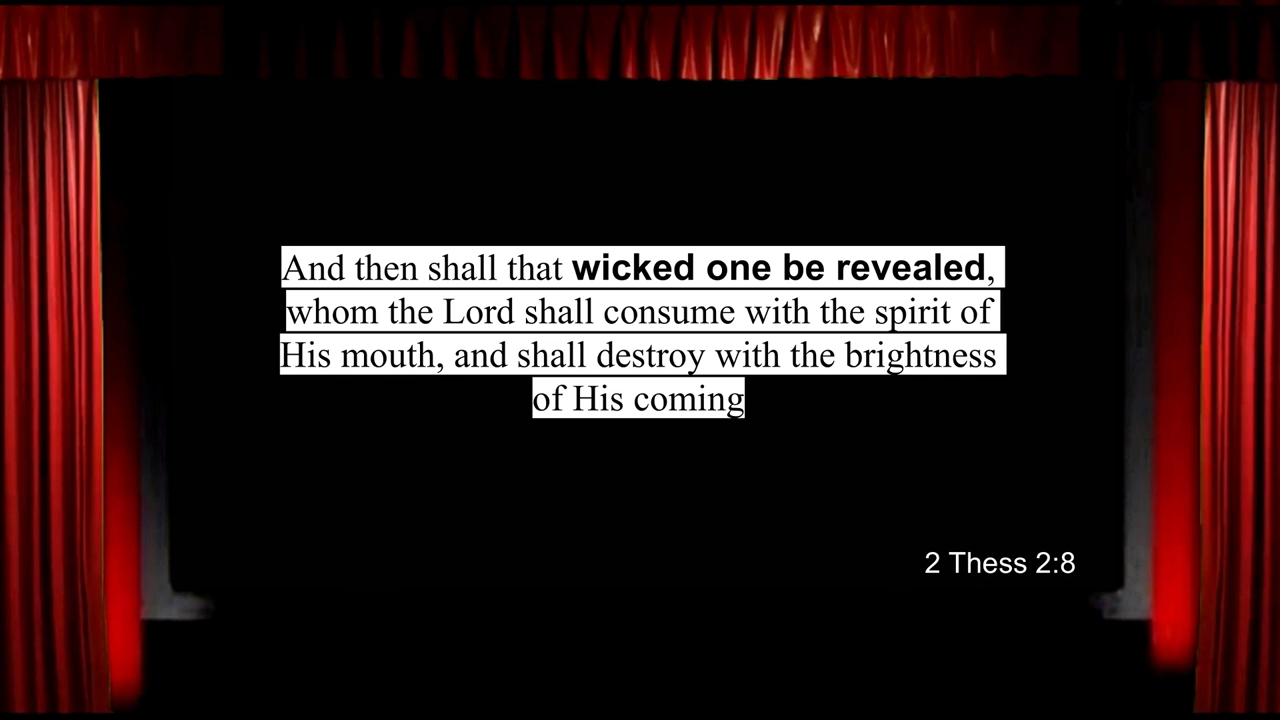 And then shall that wicked one be revealed,
whom the Lord shall consume with the spirit of
His mouth, and shall destroy with the brightness
of His coming
2 Thess 2:8